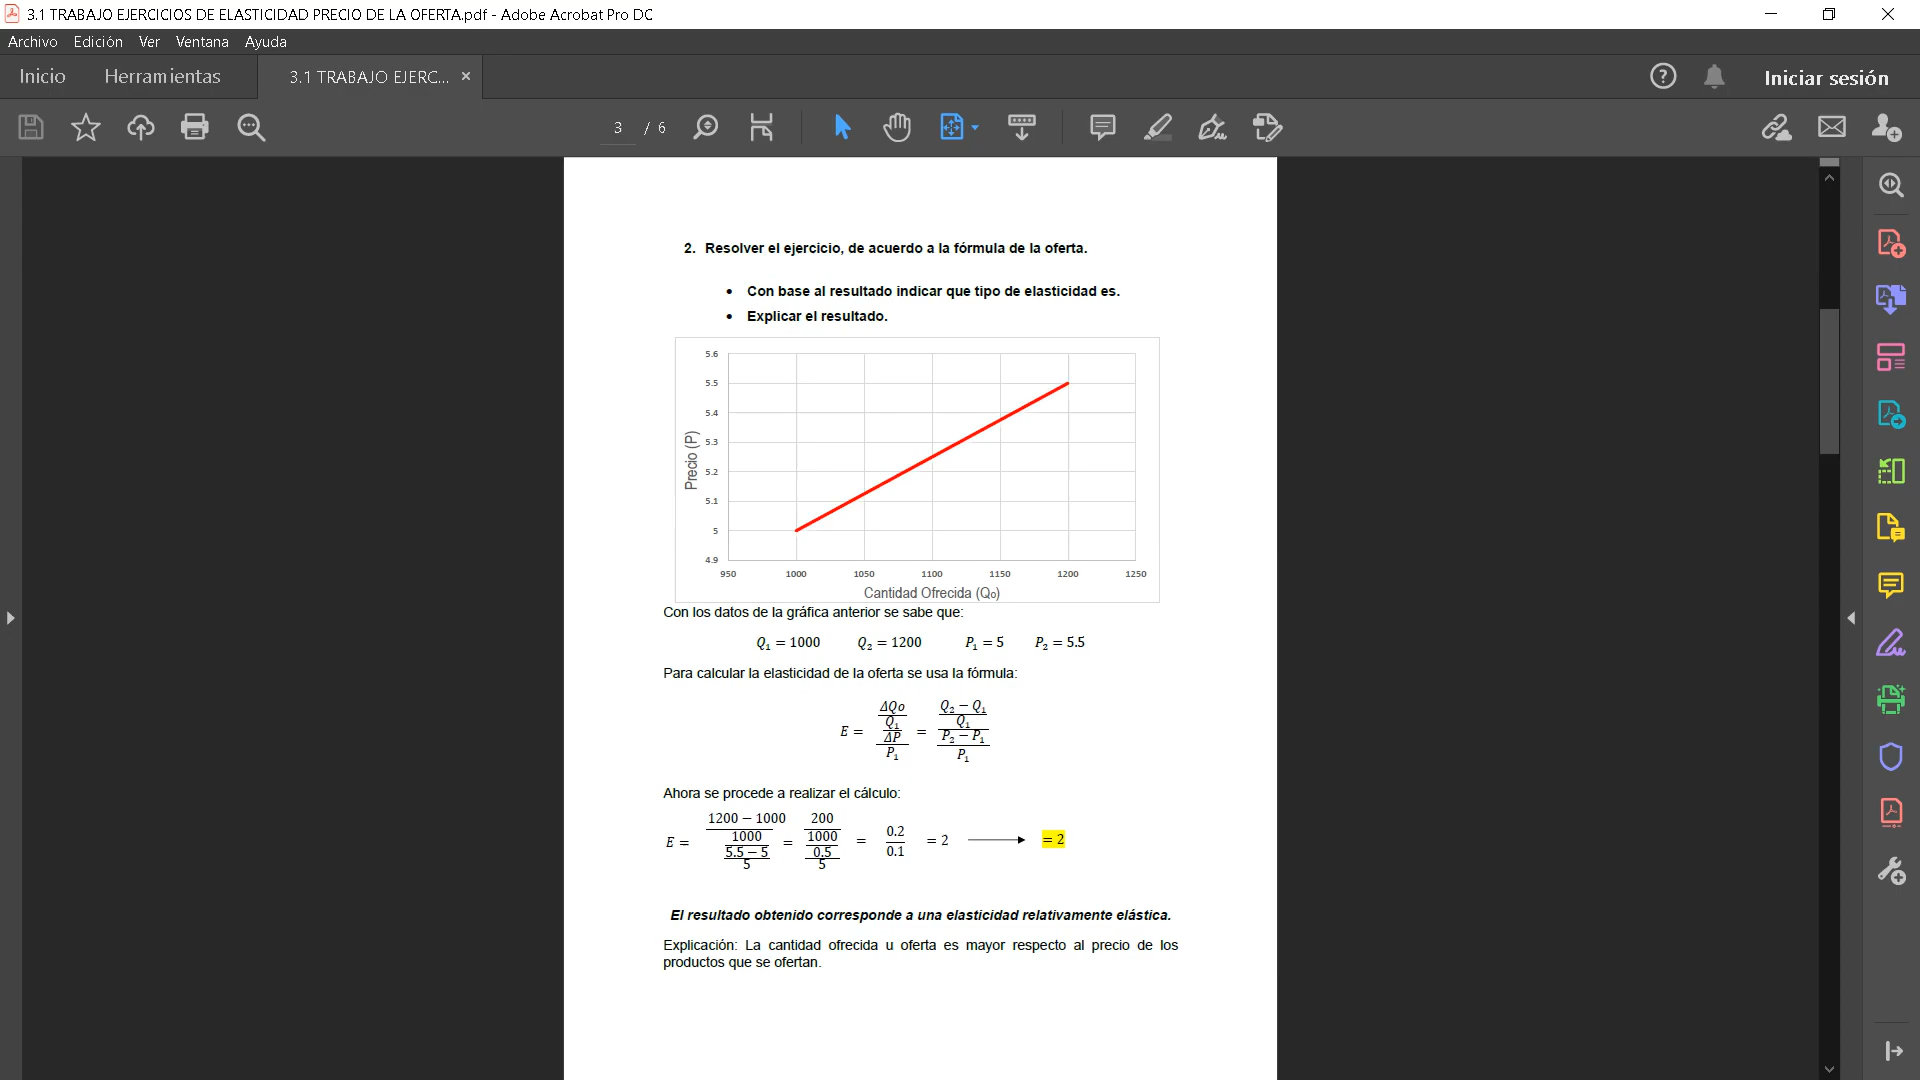 3.1 TRABAJO EJERCICIOS DE ELASTICIDAD PRECIO DE LA OFERTA.pdf - Adobe Acrobat Pro DC
Archivo Edición Ver Ventana Ayuda
Inicio Herramientas 3.1 TRABAJO EJERC... ×
Iniciar sesión
3 / 6
2. Resolver el ejercicio, de acuerdo a la fórmula de la oferta.
• Con base al resultado indicar que tipo de elasticidad es.
• Explicar el resultado.
5.6
5.5
5.4
5.3
5.2
5.1
5
4.9
Precio (P)
950 1000 1050 1100 1150 1200 1250
Cantidad Ofrecida (Qo)
Con los datos de la gráfica anterior se sabe que:
Q₁ = 1000 Q₂ = 1200 P₁ = 5 P₂ = 5.5
Para calcular la elasticidad de la oferta se usa la fórmula:
ΔQo Q₂ − Q₁
Q₁ Q₁
E = =
ΔP P₂ − P₁
P₁ P₁
Ahora se procede a realizar el cálculo:
1200 − 1000 200
1000 1000 0.2
E = = = = 2 = 2
5.5 − 5 0.5 0.1
5 5
El resultado obtenido corresponde a una elasticidad relativamente elástica.
Explicación: La cantidad ofrecida u oferta es mayor respecto al precio de los
productos que se ofertan.